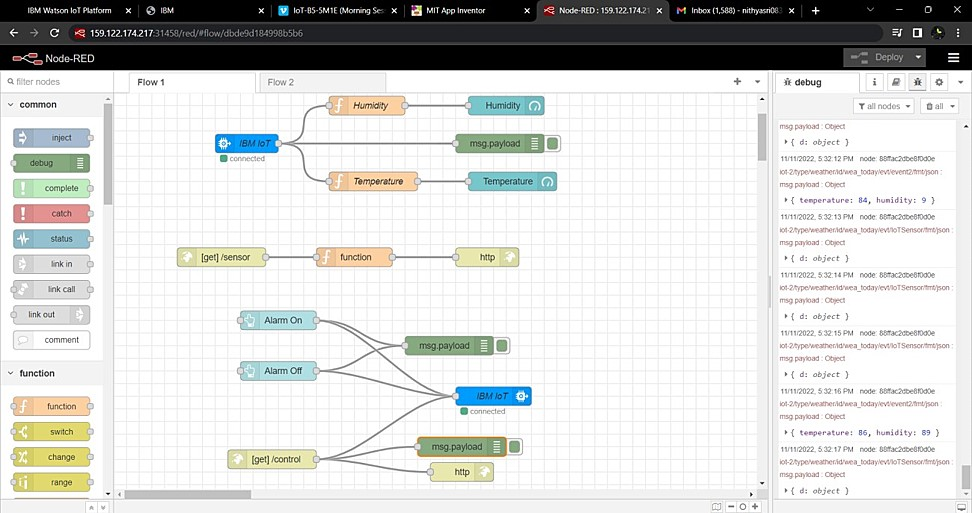 IBM Watson IoT Platform
IBM
IoT-B5-5M1E (Morning Ses
MIT App Inventor
Node-RED : 159.122.174.217
Inbox (1,588) - nithyasri083
159.122.174.217:31458/red/#flow/dbde9d184998b5b6
Node-RED
Deploy
filter nodes
Flow 1
Flow 2
debug
all nodes
all
common
inject
debug
complete
catch
status
link in
link call
link out
comment
function
function
switch
change
range
Humidity
Humidity
IBM IoT
connected
msg.payload
Temperature
Temperature
[get] /sensor
function
http
Alarm On
msg.payload
Alarm Off
IBM IoT
connected
msg.payload
[get] /control
http
msg.payload : Object
{ d: object }
11/11/2022, 5:32:12 PM node: 88ffac2dbe8f0d0e
iot-2/type/weather/id/wea_today/evt/event2/fmt/json :
msg.payload : Object
{ temperature: 84, humidity: 9 }
11/11/2022, 5:32:13 PM node: 88ffac2dbe8f0d0e
iot-2/type/weather/id/wea_today/evt/IoTSensor/fmt/json :
msg.payload : Object
{ d: object }
11/11/2022, 5:32:14 PM node: 88ffac2dbe8f0d0e
iot-2/type/weather/id/wea_today/evt/IoTSensor/fmt/json :
msg.payload : Object
{ d: object }
11/11/2022, 5:32:15 PM node: 88ffac2dbe8f0d0e
iot-2/type/weather/id/wea_today/evt/IoTSensor/fmt/json :
msg.payload : Object
{ d: object }
11/11/2022, 5:32:16 PM node: 88ffac2dbe8f0d0e
iot-2/type/weather/id/wea_today/evt/event2/fmt/json :
msg.payload : Object
{ temperature: 86, humidity: 89 }
11/11/2022, 5:32:17 PM node: 88ffac2dbe8f0d0e
iot-2/type/weather/id/wea_today/evt/IoTSensor/fmt/json :
msg.payload : Object
{ d: object }